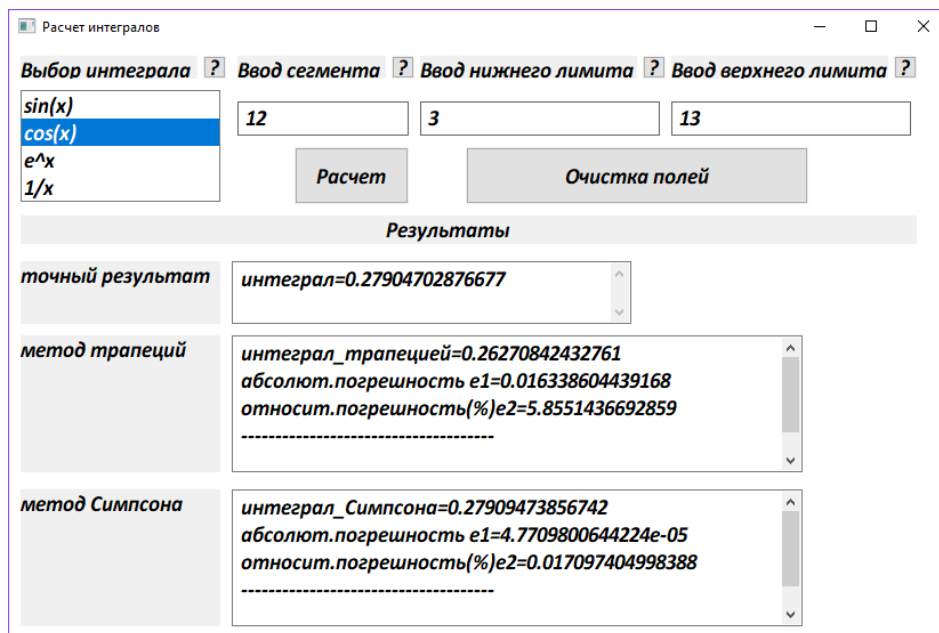 Расчет интегралов
Выбор интеграла ? Ввод сегмента ? Ввод нижнего лимита ? Ввод верхнего лимита ?
sin(x)
cos(x)
e^x
1/x
12
3
13
Расчет
Очистка полей
Результаты
точный результат
интеграл=0.27904702876677
метод трапеций
интеграл_трапецией=0.26270842432761
абсолют.погрешность e1=0.016338604439168
относит.погрешность(%)e2=5.8551436692859
-------------------------------------
метод Симпсона
интеграл_Симпсона=0.27909473856742
абсолют.погрешность e1=4.7709800644224e-05
относит.погрешность(%)e2=0.017097404998388
-------------------------------------